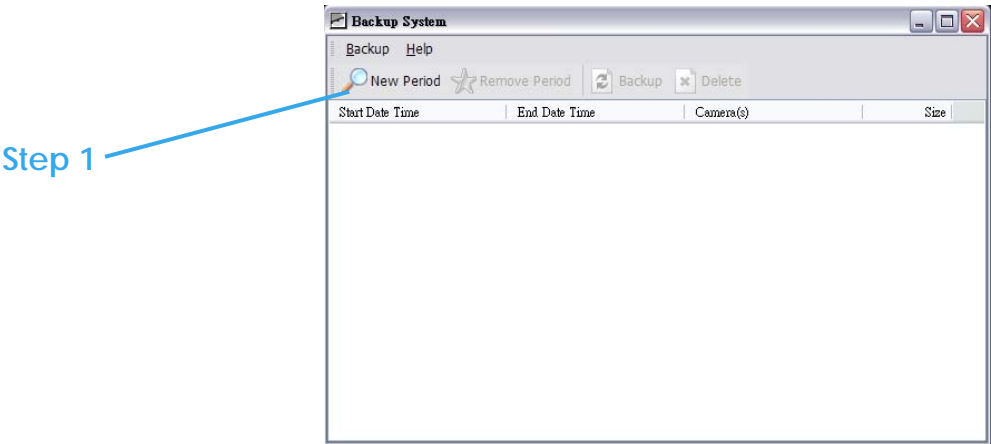 Backup System
Backup Help
New Period Remove Period Backup Delete
Start Date Time End Date Time Camera(s) Size
Step 1